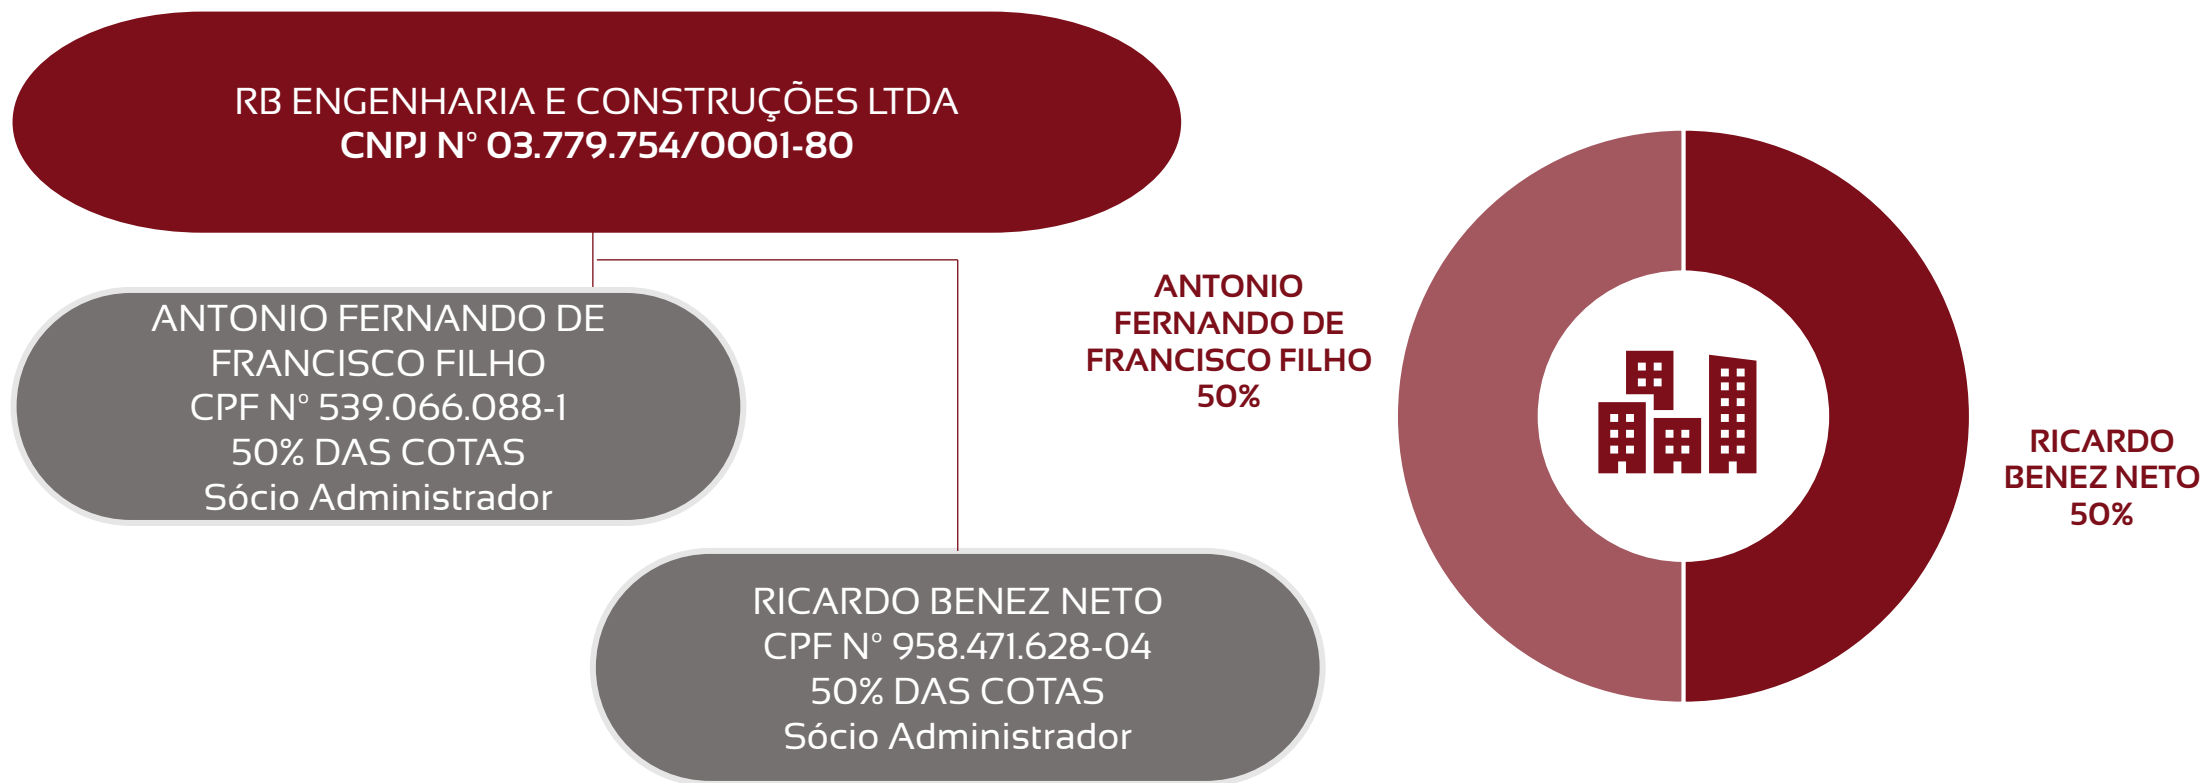 RB ENGENHARIA E CONSTRUÇÕES LTDA
CNPJ N° 03.779.754/0001-80
ANTONIO FERNANDO DE
FRANCISCO FILHO
CPF N° 539.066.088-1
50% DAS COTAS
Sócio Administrador
RICARDO BENEZ NETO
CPF N° 958.471.628-04
50% DAS COTAS
Sócio Administrador
ANTONIO
FERNANDO DE
FRANCISCO FILHO
50%
RICARDO
BENEZ NETO
50%